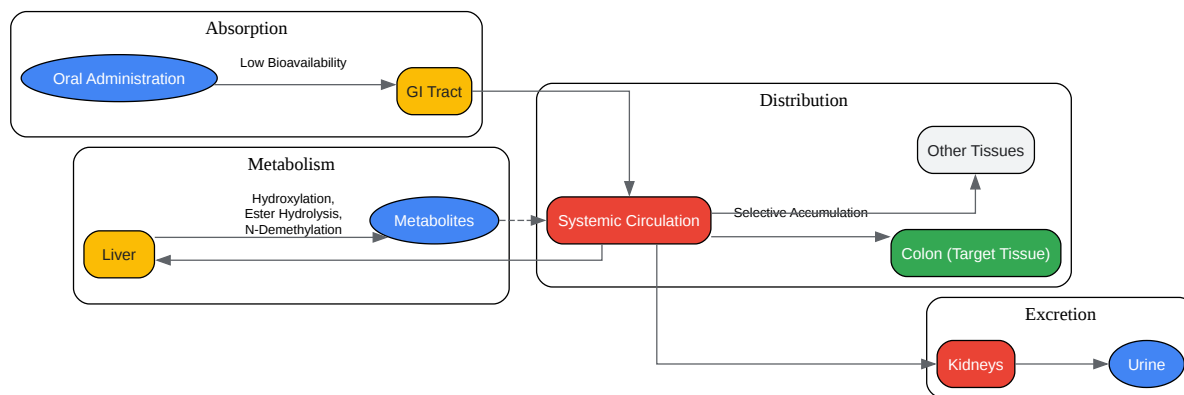 Absorption
Oral Administration
Low Bioavailability
GI Tract
Distribution
Other Tissues
Systemic Circulation
Selective Accumulation
Colon (Target Tissue)
Metabolism
Hydroxylation,
Ester Hydrolysis,
N-Demethylation
Metabolites
Liver
Excretion
Kidneys
Urine